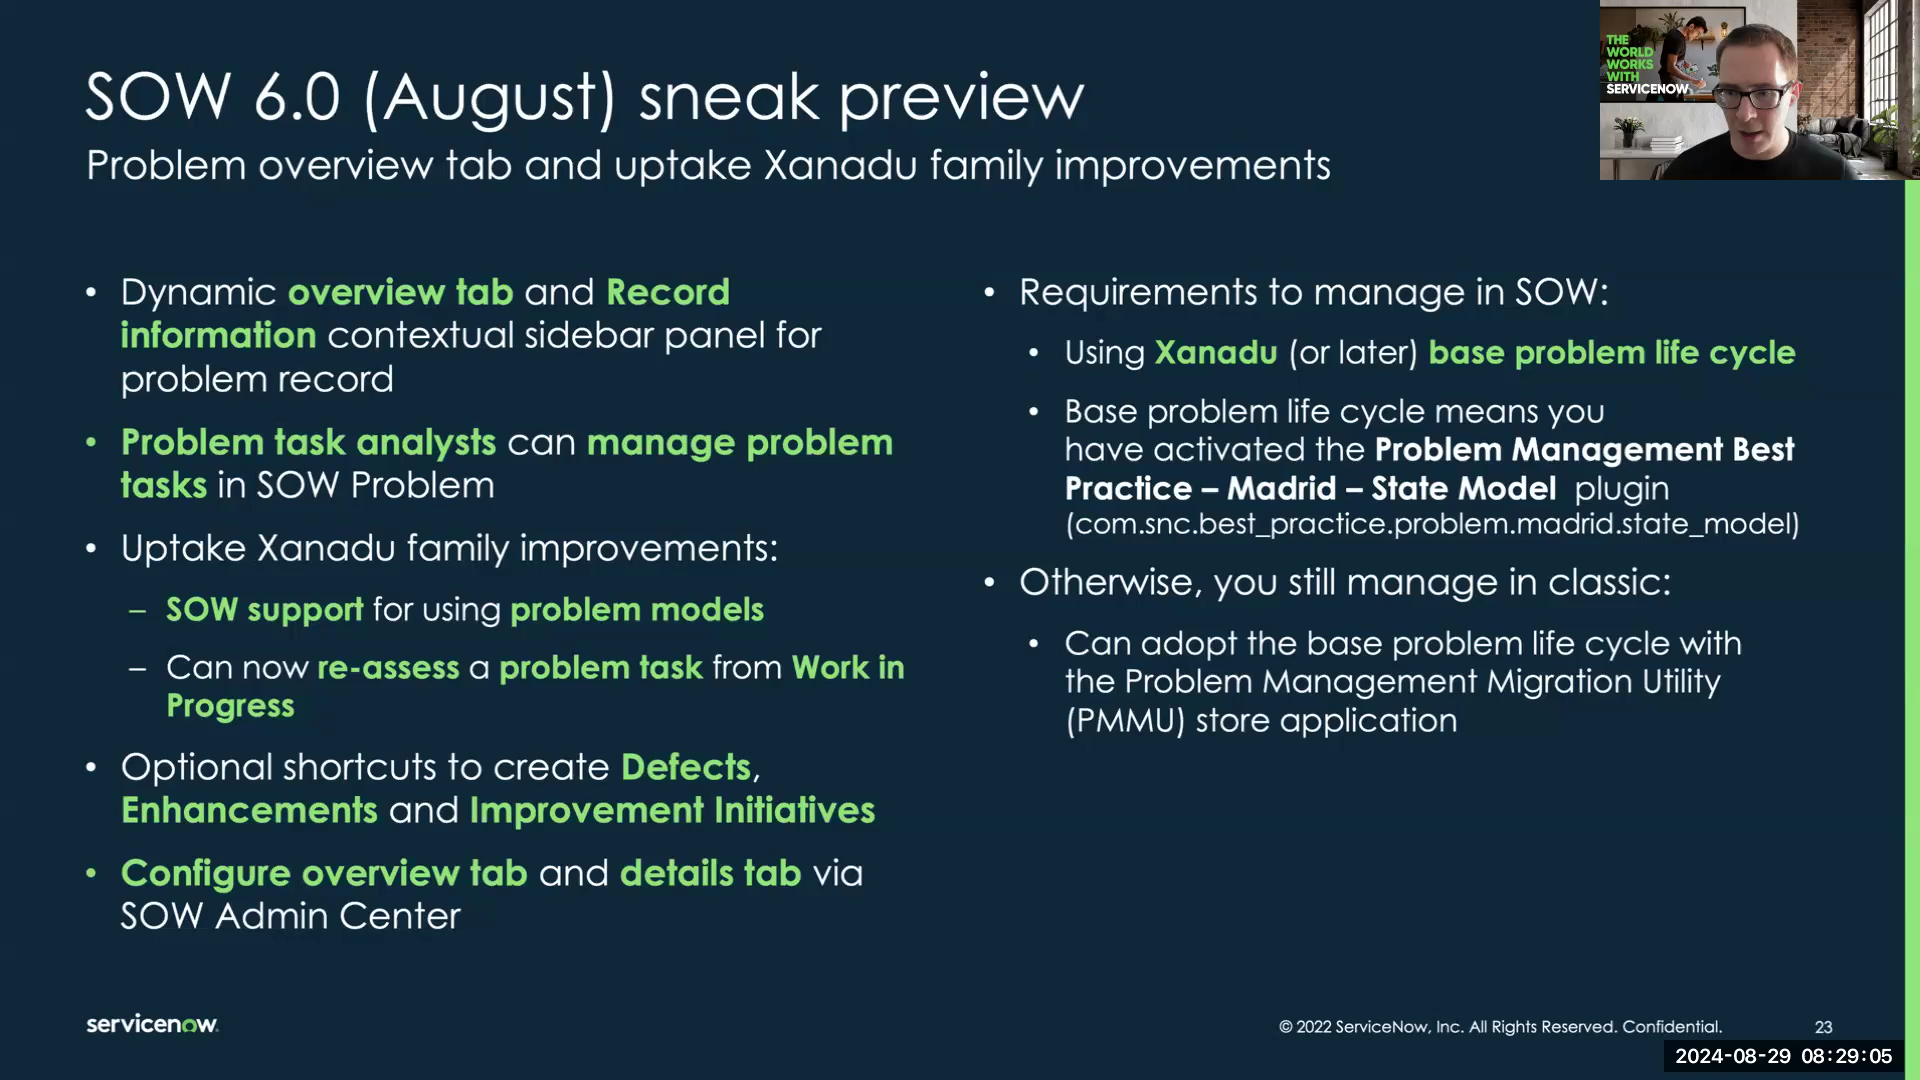 SOW 6.0 (August) sneak preview
Problem overview tab and uptake Xanadu family improvements
THE
WORLD
WORKS
WITH
SERVICENOW
• Dynamic overview tab and Record
information contextual sidebar panel for
problem record
• Problem task analysts can manage problem
tasks in SOW Problem
• Uptake Xanadu family improvements:
– SOW support for using problem models
– Can now re-assess a problem task from Work in
Progress
• Optional shortcuts to create Defects,
Enhancements and Improvement Initiatives
• Configure overview tab and details tab via
SOW Admin Center
• Requirements to manage in SOW:
• Using Xanadu (or later) base problem life cycle
• Base problem life cycle means you
have activated the Problem Management Best
Practice – Madrid – State Model plugin
(com.snc.best_practice.problem.madrid.state_model)
• Otherwise, you still manage in classic:
• Can adopt the base problem life cycle with
the Problem Management Migration Utility
(PMMU) store application
servicenow
© 2022 ServiceNow, Inc. All Rights Reserved. Confidential.
23
2024-08-29 08:29:05